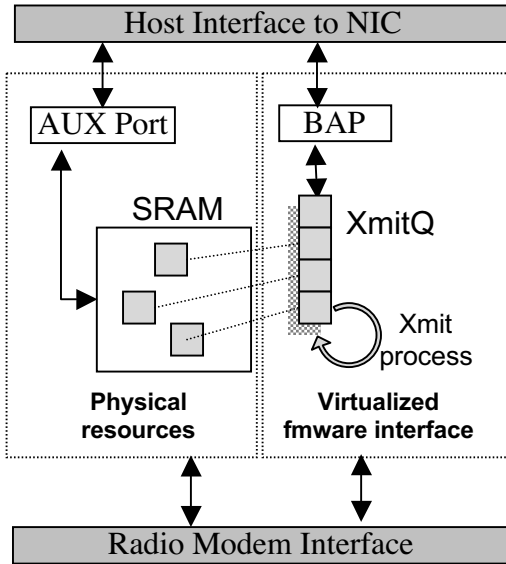 Host Interface to NIC
AUX Port
BAP
SRAM
XmitQ
Xmit
process
Physical
resources
Virtualized
fmware interface
Radio Modem Interface